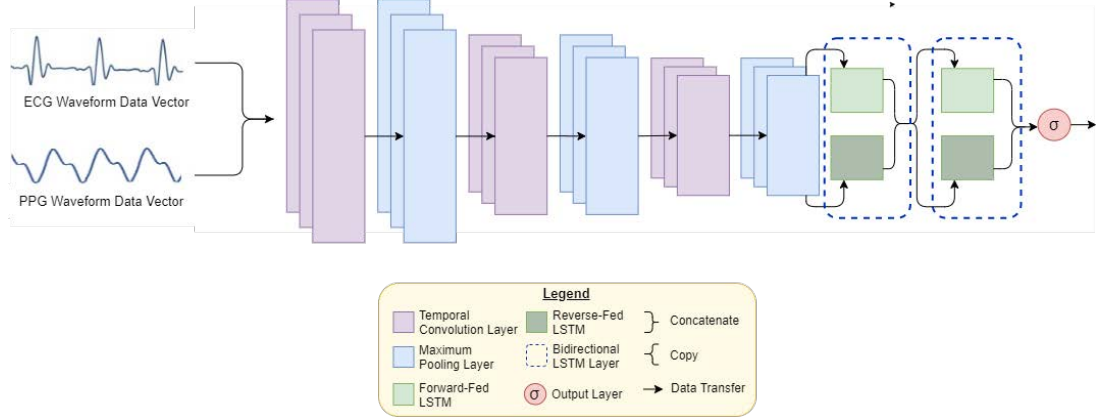 ECG Waveform Data Vector
PPG Waveform Data Vector
σ
Legend
Temporal
Convolution Layer
Maximum
Pooling Layer
Forward-Fed
LSTM
Reverse-Fed
LSTM
Bidirectional
LSTM Layer
σ Output Layer
Concatenate
Copy
Data Transfer